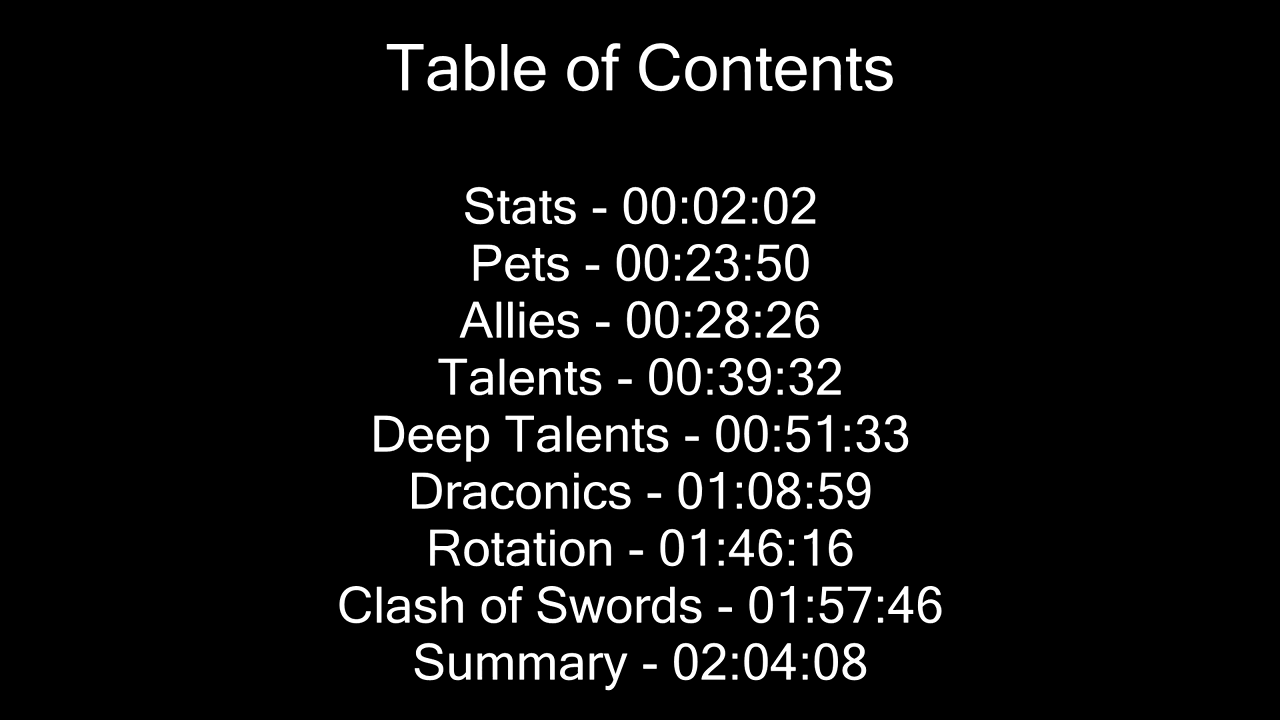 Table of Contents
Stats - 00:02:02
Pets - 00:23:50
Allies - 00:28:26
Talents - 00:39:32
Deep Talents - 00:51:33
Draconics - 01:08:59
Rotation - 01:46:16
Clash of Swords - 01:57:46
Summary - 02:04:08